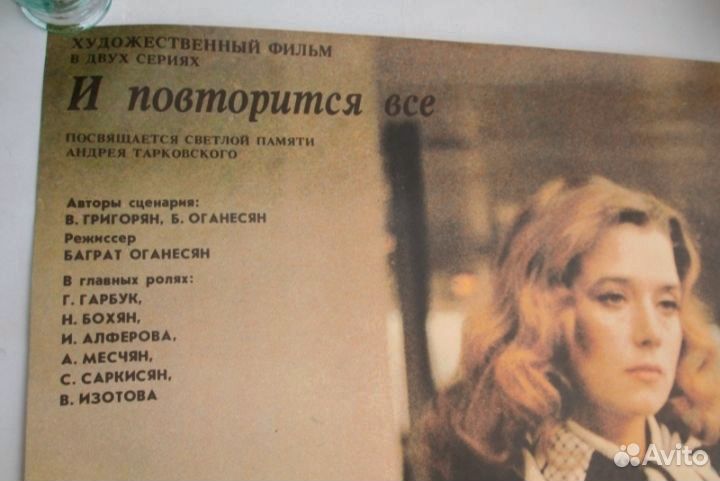 ХУДОЖЕСТВЕННЫЙ ФИЛЬМ
В ДВУХ СЕРИЯХ
И повторится все
ПОСВЯЩАЕТСЯ СВЕТЛОЙ ПАМЯТИ
АНДРЕЯ ТАРКОВСКОГО
Авторы сценария:
В. ГРИГОРЯН, Б. ОГАНЕСЯН
Режиссер
БАГРАТ ОГАНЕСЯН
В главных ролях:
Г. ГАРБУК,
Н. БОХЯН,
И. АЛФЕРОВА,
А. МЕСЧЯН,
С. САРКИСЯН,
В. ИЗОТОВА
Avito